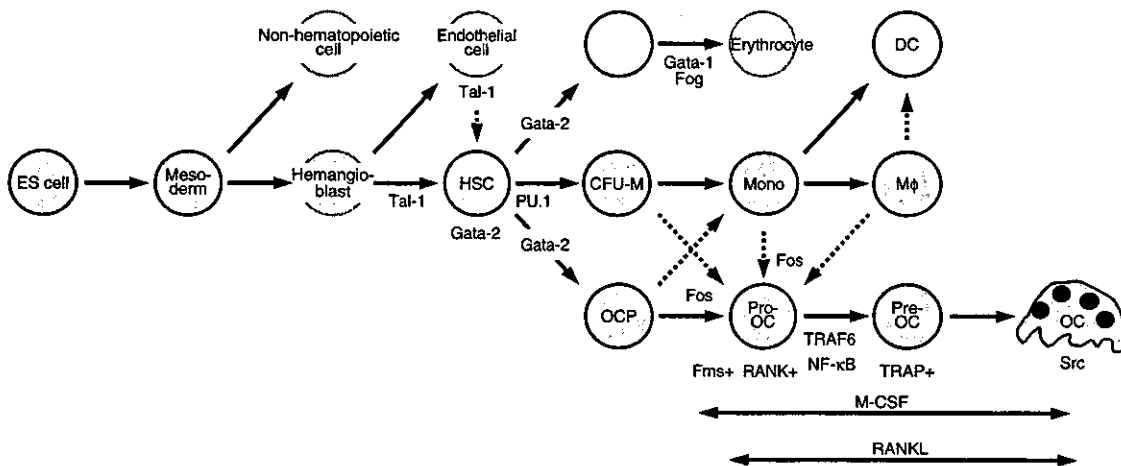 Non-hematopoietic
cell
Endothelial
cell
Tal-1
Gata-1
Fog
Erythrocyte
DC
Gata-2
ES cell
Meso-
derm
Hemangio-
blast
Tal-1
HSC
Gata-2
PU.1
CFU-M
Mono
Mϕ
Gata-2
Fos
OCP
Fos
Pro-
OC
TRAF6
NF-κB
Pre-
OC
OC
Src
Fms+
RANK+
TRAP+
M-CSF
RANKL